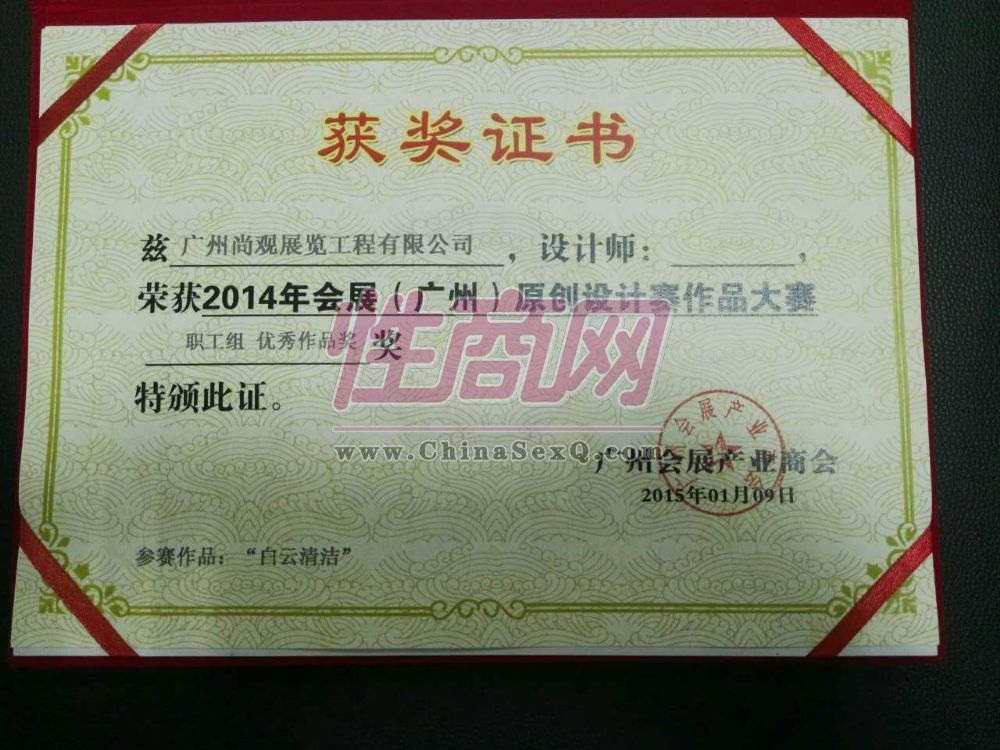 获奖证书
兹 广州尚观展览工程有限公司 ，设计师： ，
荣获2014年会展（广州）原创设计赛作品大赛
职工组 优秀作品奖 奖
性商网
特颁此证。
www.ChinaSexQ.com
会展产业
广州会展产业商会
2015年01月09日
参赛作品：“白云清洁”